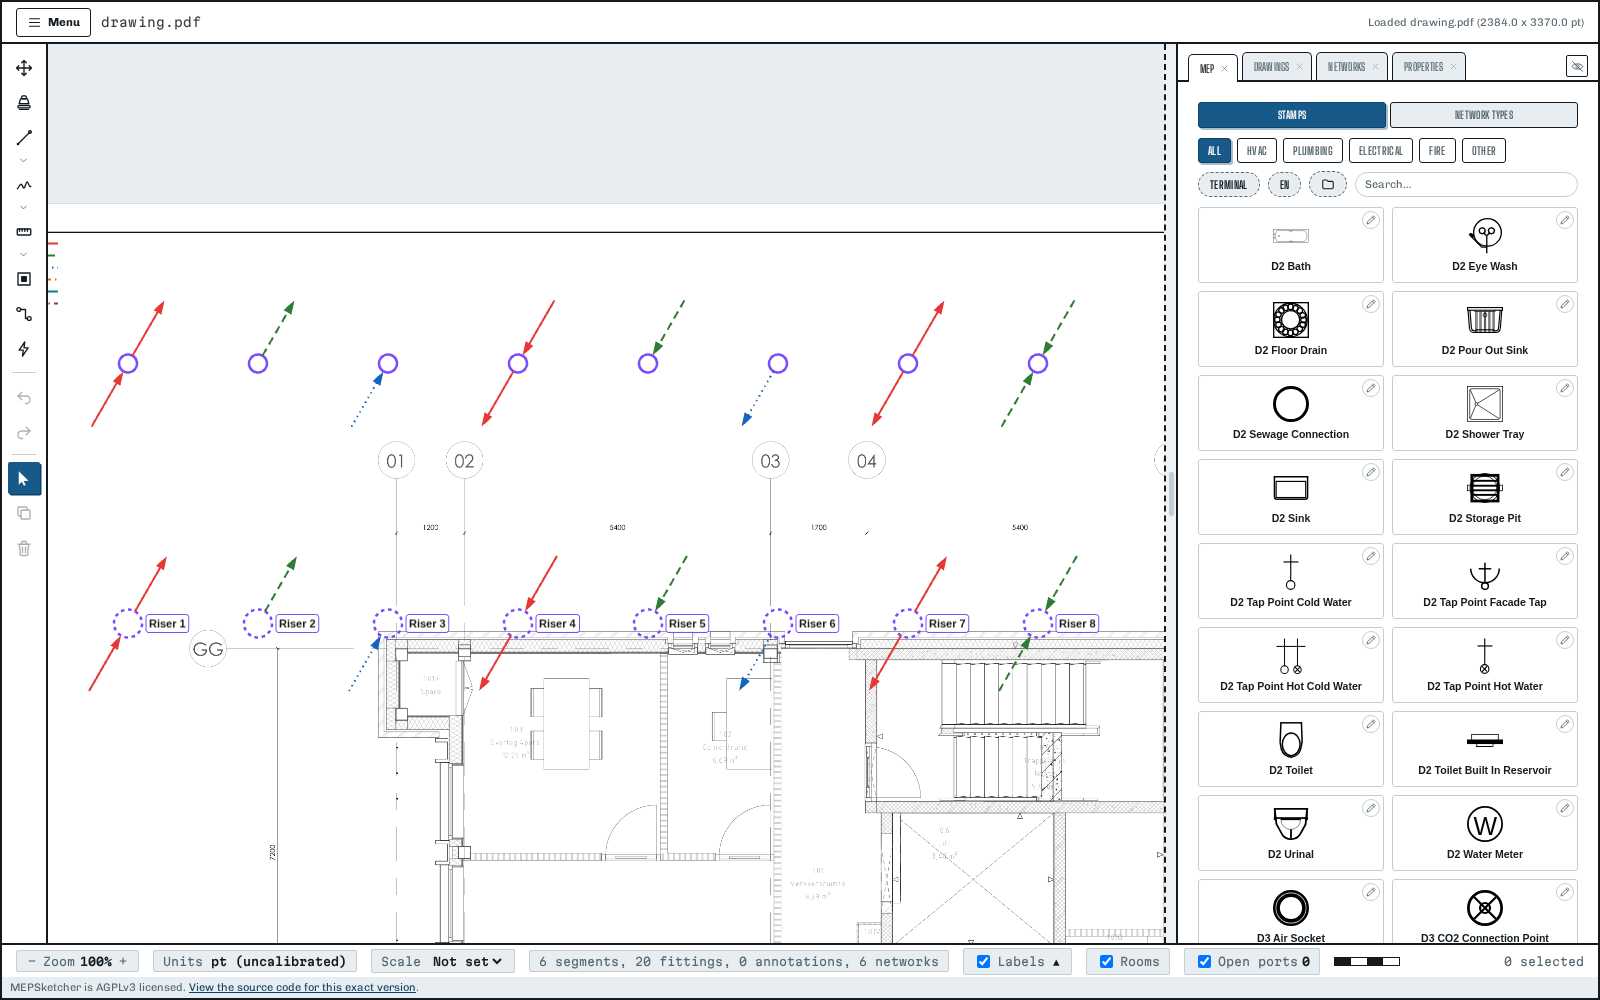 Menu drawing.pdf Loaded drawing.pdf (2384.0 x 3370.0 pt)
MEP DRAWINGS NETWORKS PROPERTIES
STAMPS NETWORK TYPES
ALL HVAC PLUMBING ELECTRICAL FIRE OTHER
TERMINAL EN Search...
D2 Bath D2 Eye Wash
D2 Floor Drain D2 Pour Out Sink
D2 Sewage Connection D2 Shower Tray
D2 Sink D2 Storage Pit
D2 Tap Point Cold Water D2 Tap Point Facade Tap
D2 Tap Point Hot Cold Water D2 Tap Point Hot Water
D2 Toilet D2 Toilet Built In Reservoir
D2 Urinal D2 Water Meter
W
D3 Air Socket D3 CO2 Connection Point
01 02 03 04
1200 5400 1700 5400
Riser 1 Riser 2 Riser 3 Riser 4 Riser 5 Riser 6 Riser 7 Riser 8
GG
Space
7200
- Zoom 100% + Units pt (uncalibrated) Scale Not set 6 segments, 20 fittings, 0 annotations, 6 networks Labels ▲ Rooms Open ports 0 0 selected
MEPSketcher is AGPLv3 licensed. View the source code for this exact version.